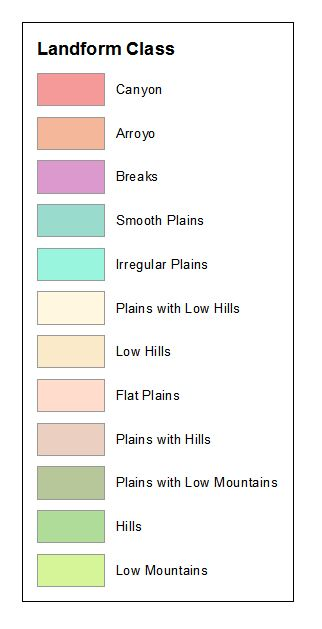 Landform Class
Canyon
Arroyo
Breaks
Smooth Plains
Irregular Plains
Plains with Low Hills
Low Hills
Flat Plains
Plains with Hills
Plains with Low Mountains
Hills
Low Mountains